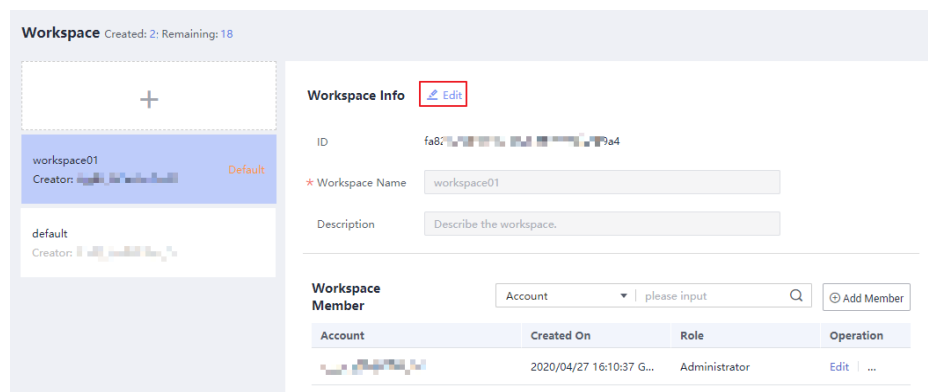 Workspace Created: 2; Remaining: 18
+
workspace01
Creator:
Default
default
Creator:
Workspace Info Edit
ID fa82 9a4
* Workspace Name workspace01
Description Describe the workspace.
Workspace
Member
Account please input Add Member
Account Created On Role Operation
2020/04/27 16:10:37 G... Administrator Edit ...